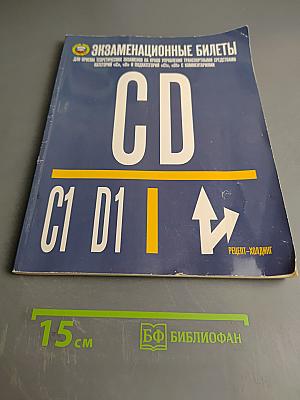 ЭКЗАМЕНАЦИОННЫЕ БИЛЕТЫ
ДЛЯ ПРИЕМА ТЕОРЕТИЧЕСКИХ ЭКЗАМЕНОВ НА ПРАВО УПРАВЛЕНИЯ ТРАНСПОРТНЫМИ СРЕДСТВАМИ
КАТЕГОРИЙ «C», «D» И ПОДКАТЕГОРИЙ «C1», «D1» С КОММЕНТАРИЯМИ
CD
C1 D1
РЕЦЕПТ-ХОЛДИНГ
15 см
БФ БИБЛИОФАН